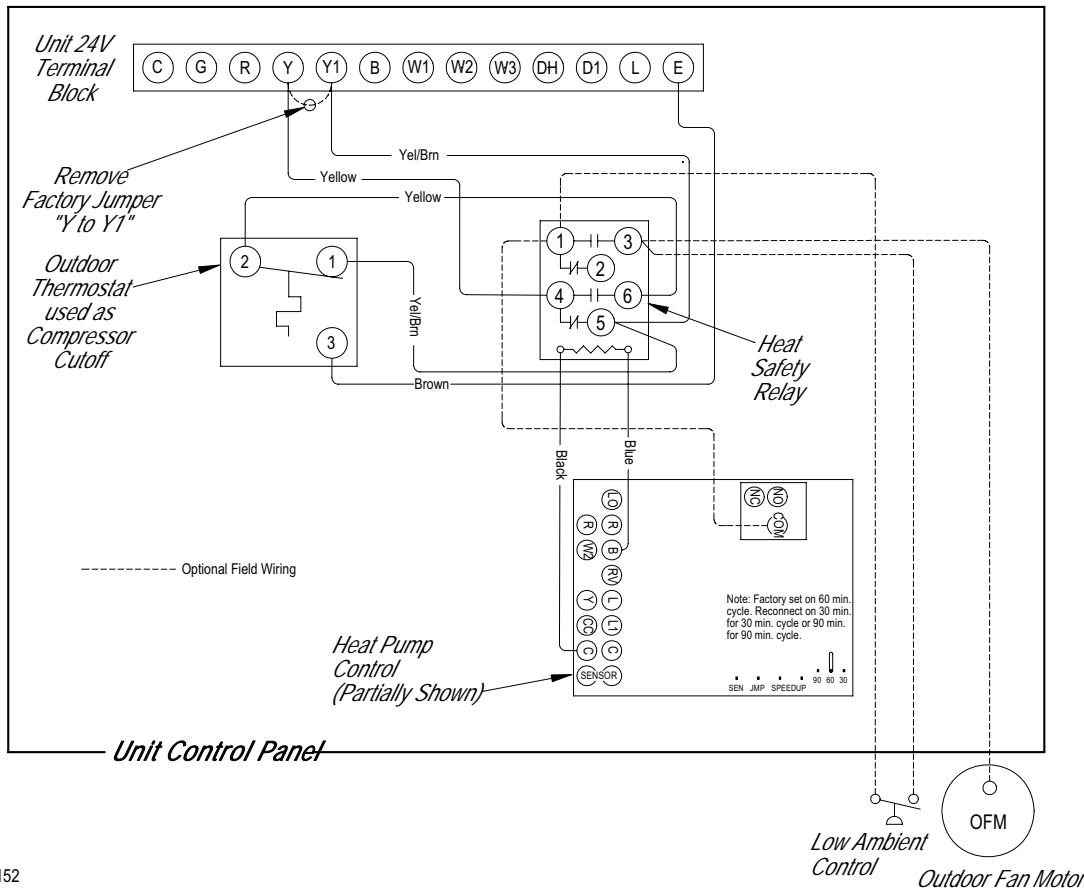 Unit 24V
Terminal
Block
C G R Y Y1 B W1 W2 W3 DH D1 L E
Remove
Factory Jumper
"Y to Y1"
Yel/Brn
Yellow
Yellow
Outdoor
Thermostat
used as
Compressor
Cutoff
2 1
3
Yel/Brn
Brown
1 3
2
4 6
5
Heat
Safety
Relay
Black
Blue
LO
R R
W2 B
RV
Y L
CC L1
C C
SENSOR
NC NO
COM
Note: Factory set on 60 min.
cycle. Reconnect on 30 min.
for 30 min. cycle or 90 min.
for 90 min. cycle.
90 60 30
SEN JMP SPEEDUP
Optional Field Wiring
Heat Pump
Control
(Partially Shown)
Unit Control Panel
OFM
Low Ambient
Control
Outdoor Fan Motor
152